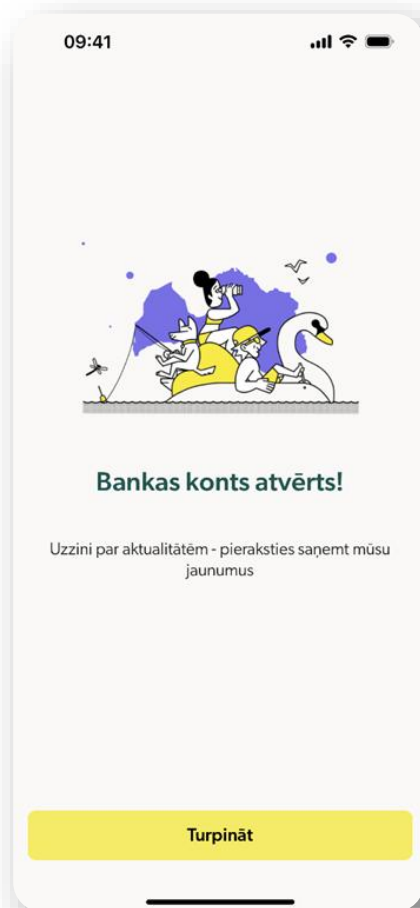 09:41
Bankas konts atvērts!
Uzzini par aktualitātēm - pieraksties saņemt mūsu
jaunumus
Turpināt